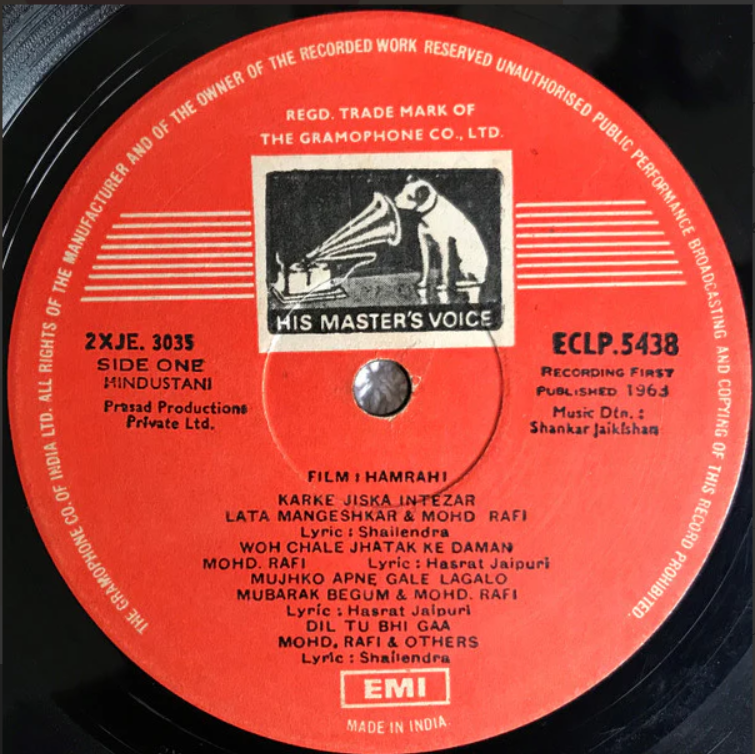 THE GRAMOPHONE CO. OF INDIA LTD. ALL RIGHTS OF THE MANUFACTURER AND OF THE OWNER OF THE RECORDED WORK RESERVED UNAUTHORISED PUBLIC PERFORMANCE BROADCASTING AND COPYING OF THIS RECORD PROHIBITED
REGD. TRADE MARK OF
THE GRAMOPHONE CO., LTD.
HIS MASTER'S VOICE
2XJE. 3035
SIDE ONE
HINDUSTANI
Prasad Productions
Private Ltd.
ECLP.5438
RECORDING FIRST
PUBLISHED 1963
Music Dtn. :
Shankar Jaikishan
FILM : HAMRAHI
KARKE JISKA INTEZAR
LATA MANGESHKAR & MOHD RAFI
Lyric : Shailendra
WOH CHALE JHATAK KE DAMAN
MOHD. RAFI Lyric : Hasrat Jaipuri
MUJHKO APNE GALE LAGALO
MUBARAK BEGUM & MOHD. RAFI
Lyric : Hasrat Jaipuri
DIL TU BHI GAA
MOHD. RAFI & OTHERS
Lyric : Shailendra
EMI
MADE IN INDIA